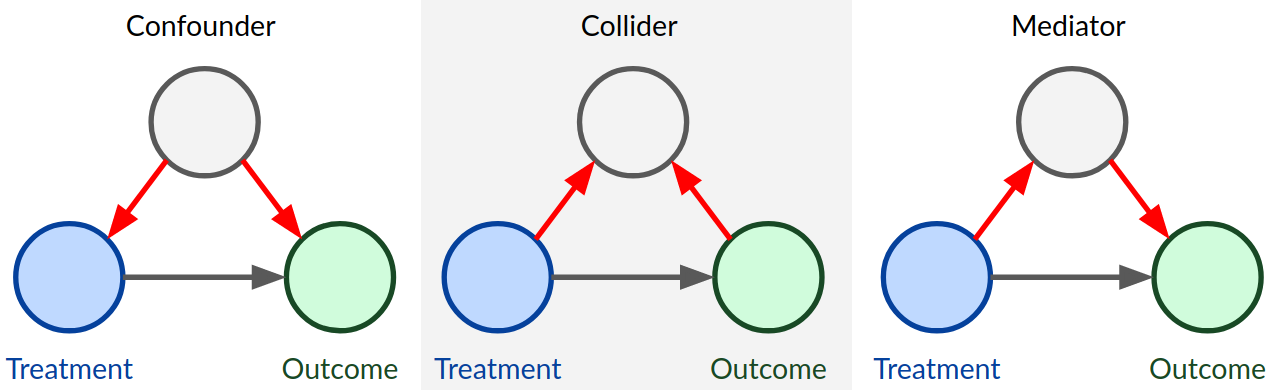 Confounder
Collider
Mediator
Treatment
Outcome
Treatment
Outcome
Treatment
Outcome